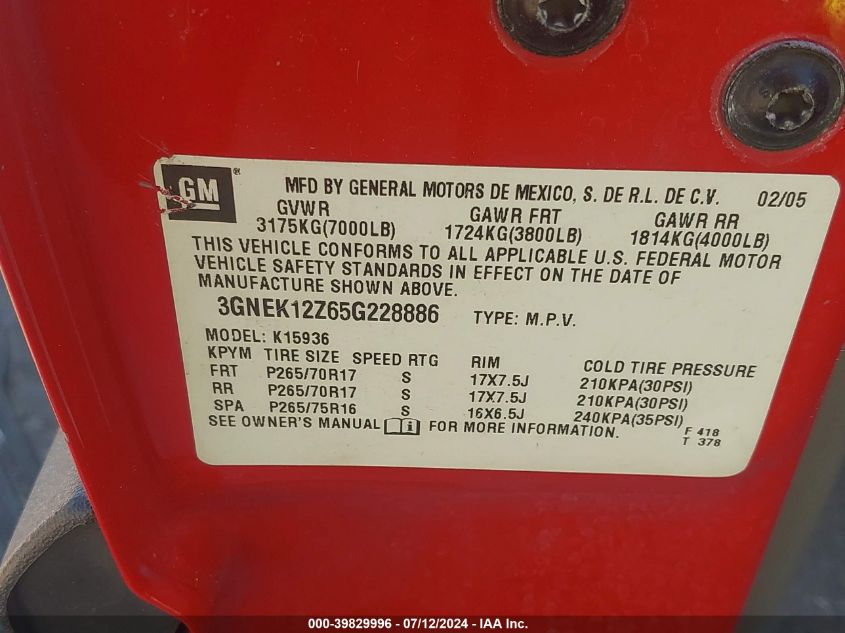 GM ® MFD BY GENERAL MOTORS DE MEXICO, S. DE R.L. DE C.V. 02/05
GVWR GAWR FRT GAWR RR
3175KG(7000LB) 1724KG(3800LB) 1814KG(4000LB)
THIS VEHICLE CONFORMS TO ALL APPLICABLE U.S. FEDERAL MOTOR
VEHICLE SAFETY STANDARDS IN EFFECT ON THE DATE OF
MANUFACTURE SHOWN ABOVE.
3GNEK12Z65G228886 TYPE: M.P.V.
MODEL: K15936
KPYM TIRE SIZE SPEED RTG RIM COLD TIRE PRESSURE
FRT P265/70R17 S 17X7.5J 210KPA(30PSI)
RR P265/70R17 S 17X7.5J 210KPA(30PSI)
SPA P265/75R16 S 16X6.5J 240KPA(35PSI)
SEE OWNER'S MANUAL FOR MORE INFORMATION. F 418
T 378
000-39829996 - 07/12/2024 - IAA Inc.